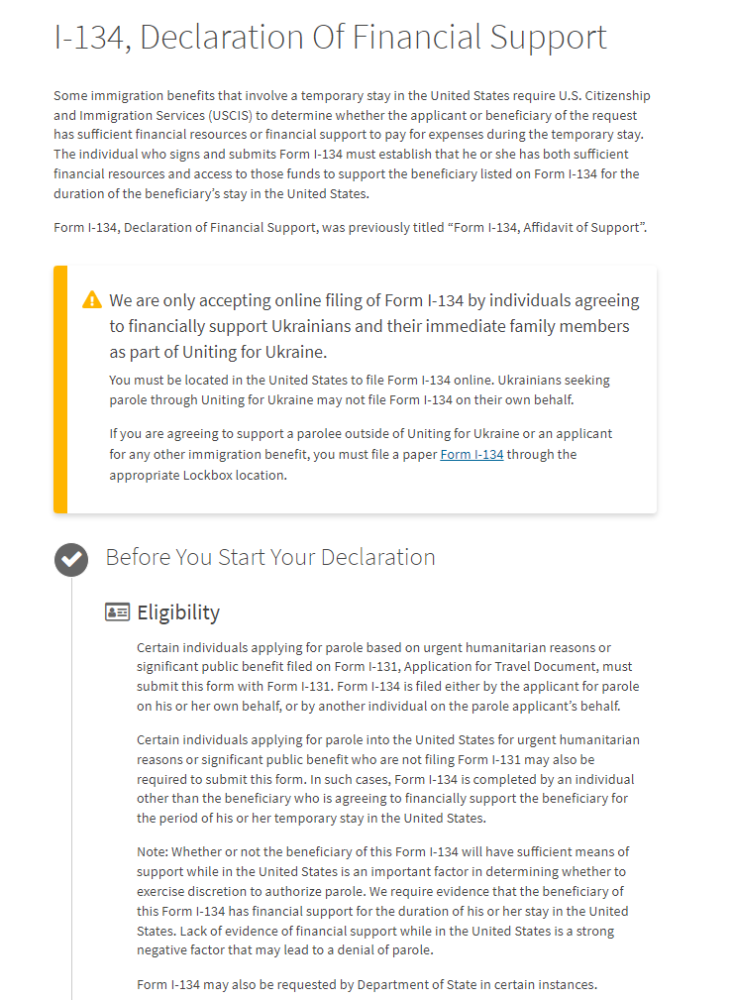 I-134, Declaration Of Financial Support
Some immigration benefits that involve a temporary stay in the United States require U.S. Citizenship
and Immigration Services (USCIS) to determine whether the applicant or beneficiary of the request
has sufficient financial resources or financial support to pay for expenses during the temporary stay.
The individual who signs and submits Form I-134 must establish that he or she has both sufficient
financial resources and access to those funds to support the beneficiary listed on Form I-134 for the
duration of the beneficiary’s stay in the United States.
Form I-134, Declaration of Financial Support, was previously titled “Form I-134, Affidavit of Support”.
We are only accepting online filing of Form I-134 by individuals agreeing
to financially support Ukrainians and their immediate family members
as part of Uniting for Ukraine.
You must be located in the United States to file Form I-134 online. Ukrainians seeking
parole through Uniting for Ukraine may not file Form I-134 on their own behalf.
If you are agreeing to support a parolee outside of Uniting for Ukraine or an applicant
for any other immigration benefit, you must file a paper Form I-134 through the
appropriate Lockbox location.
Before You Start Your Declaration
Eligibility
Certain individuals applying for parole based on urgent humanitarian reasons or
significant public benefit filed on Form I-131, Application for Travel Document, must
submit this form with Form I-131. Form I-134 is filed either by the applicant for parole
on his or her own behalf, or by another individual on the parole applicant’s behalf.
Certain individuals applying for parole into the United States for urgent humanitarian
reasons or significant public benefit who are not filing Form I-131 may also be
required to submit this form. In such cases, Form I-134 is completed by an individual
other than the beneficiary who is agreeing to financially support the beneficiary for
the period of his or her temporary stay in the United States.
Note: Whether or not the beneficiary of this Form I-134 will have sufficient means of
support while in the United States is an important factor in determining whether to
exercise discretion to authorize parole. We require evidence that the beneficiary of
this Form I-134 has financial support for the duration of his or her stay in the United
States. Lack of evidence of financial support while in the United States is a strong
negative factor that may lead to a denial of parole.
Form I-134 may also be requested by Department of State in certain instances.